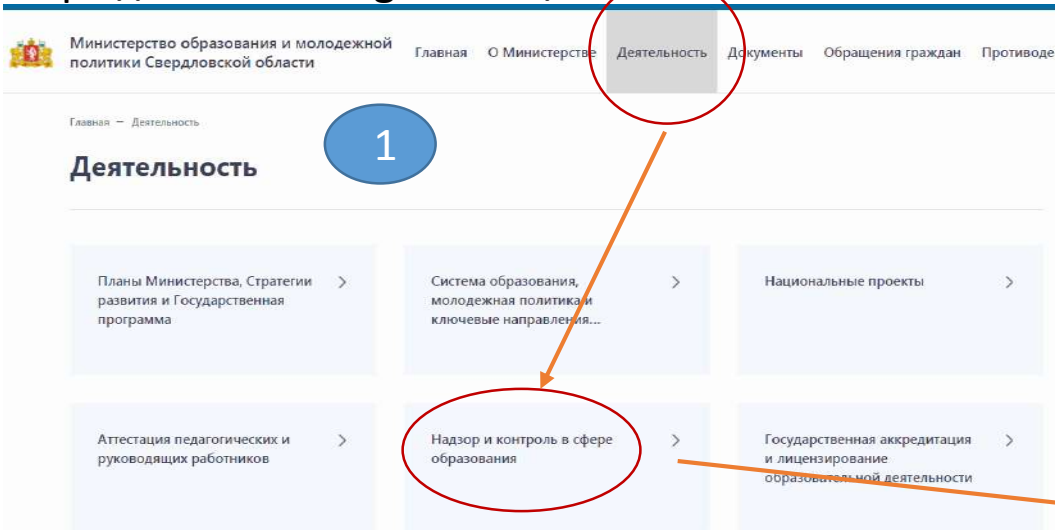 Министерство образования и молодежной
политики Свердловской области
Главная О Министерстве Деятельность Документы Обращения граждан Противоде
Главная — Деятельность
1
Деятельность
Планы Министерства, Стратегии
развития и Государственная
программа
Система образования,
молодежная политика и
ключевые направления...
Национальные проекты
Аттестация педагогических и
руководящих работников
Надзор и контроль в сфере
образования
Государственная аккредитация
и лицензирование
образовательной деятельности